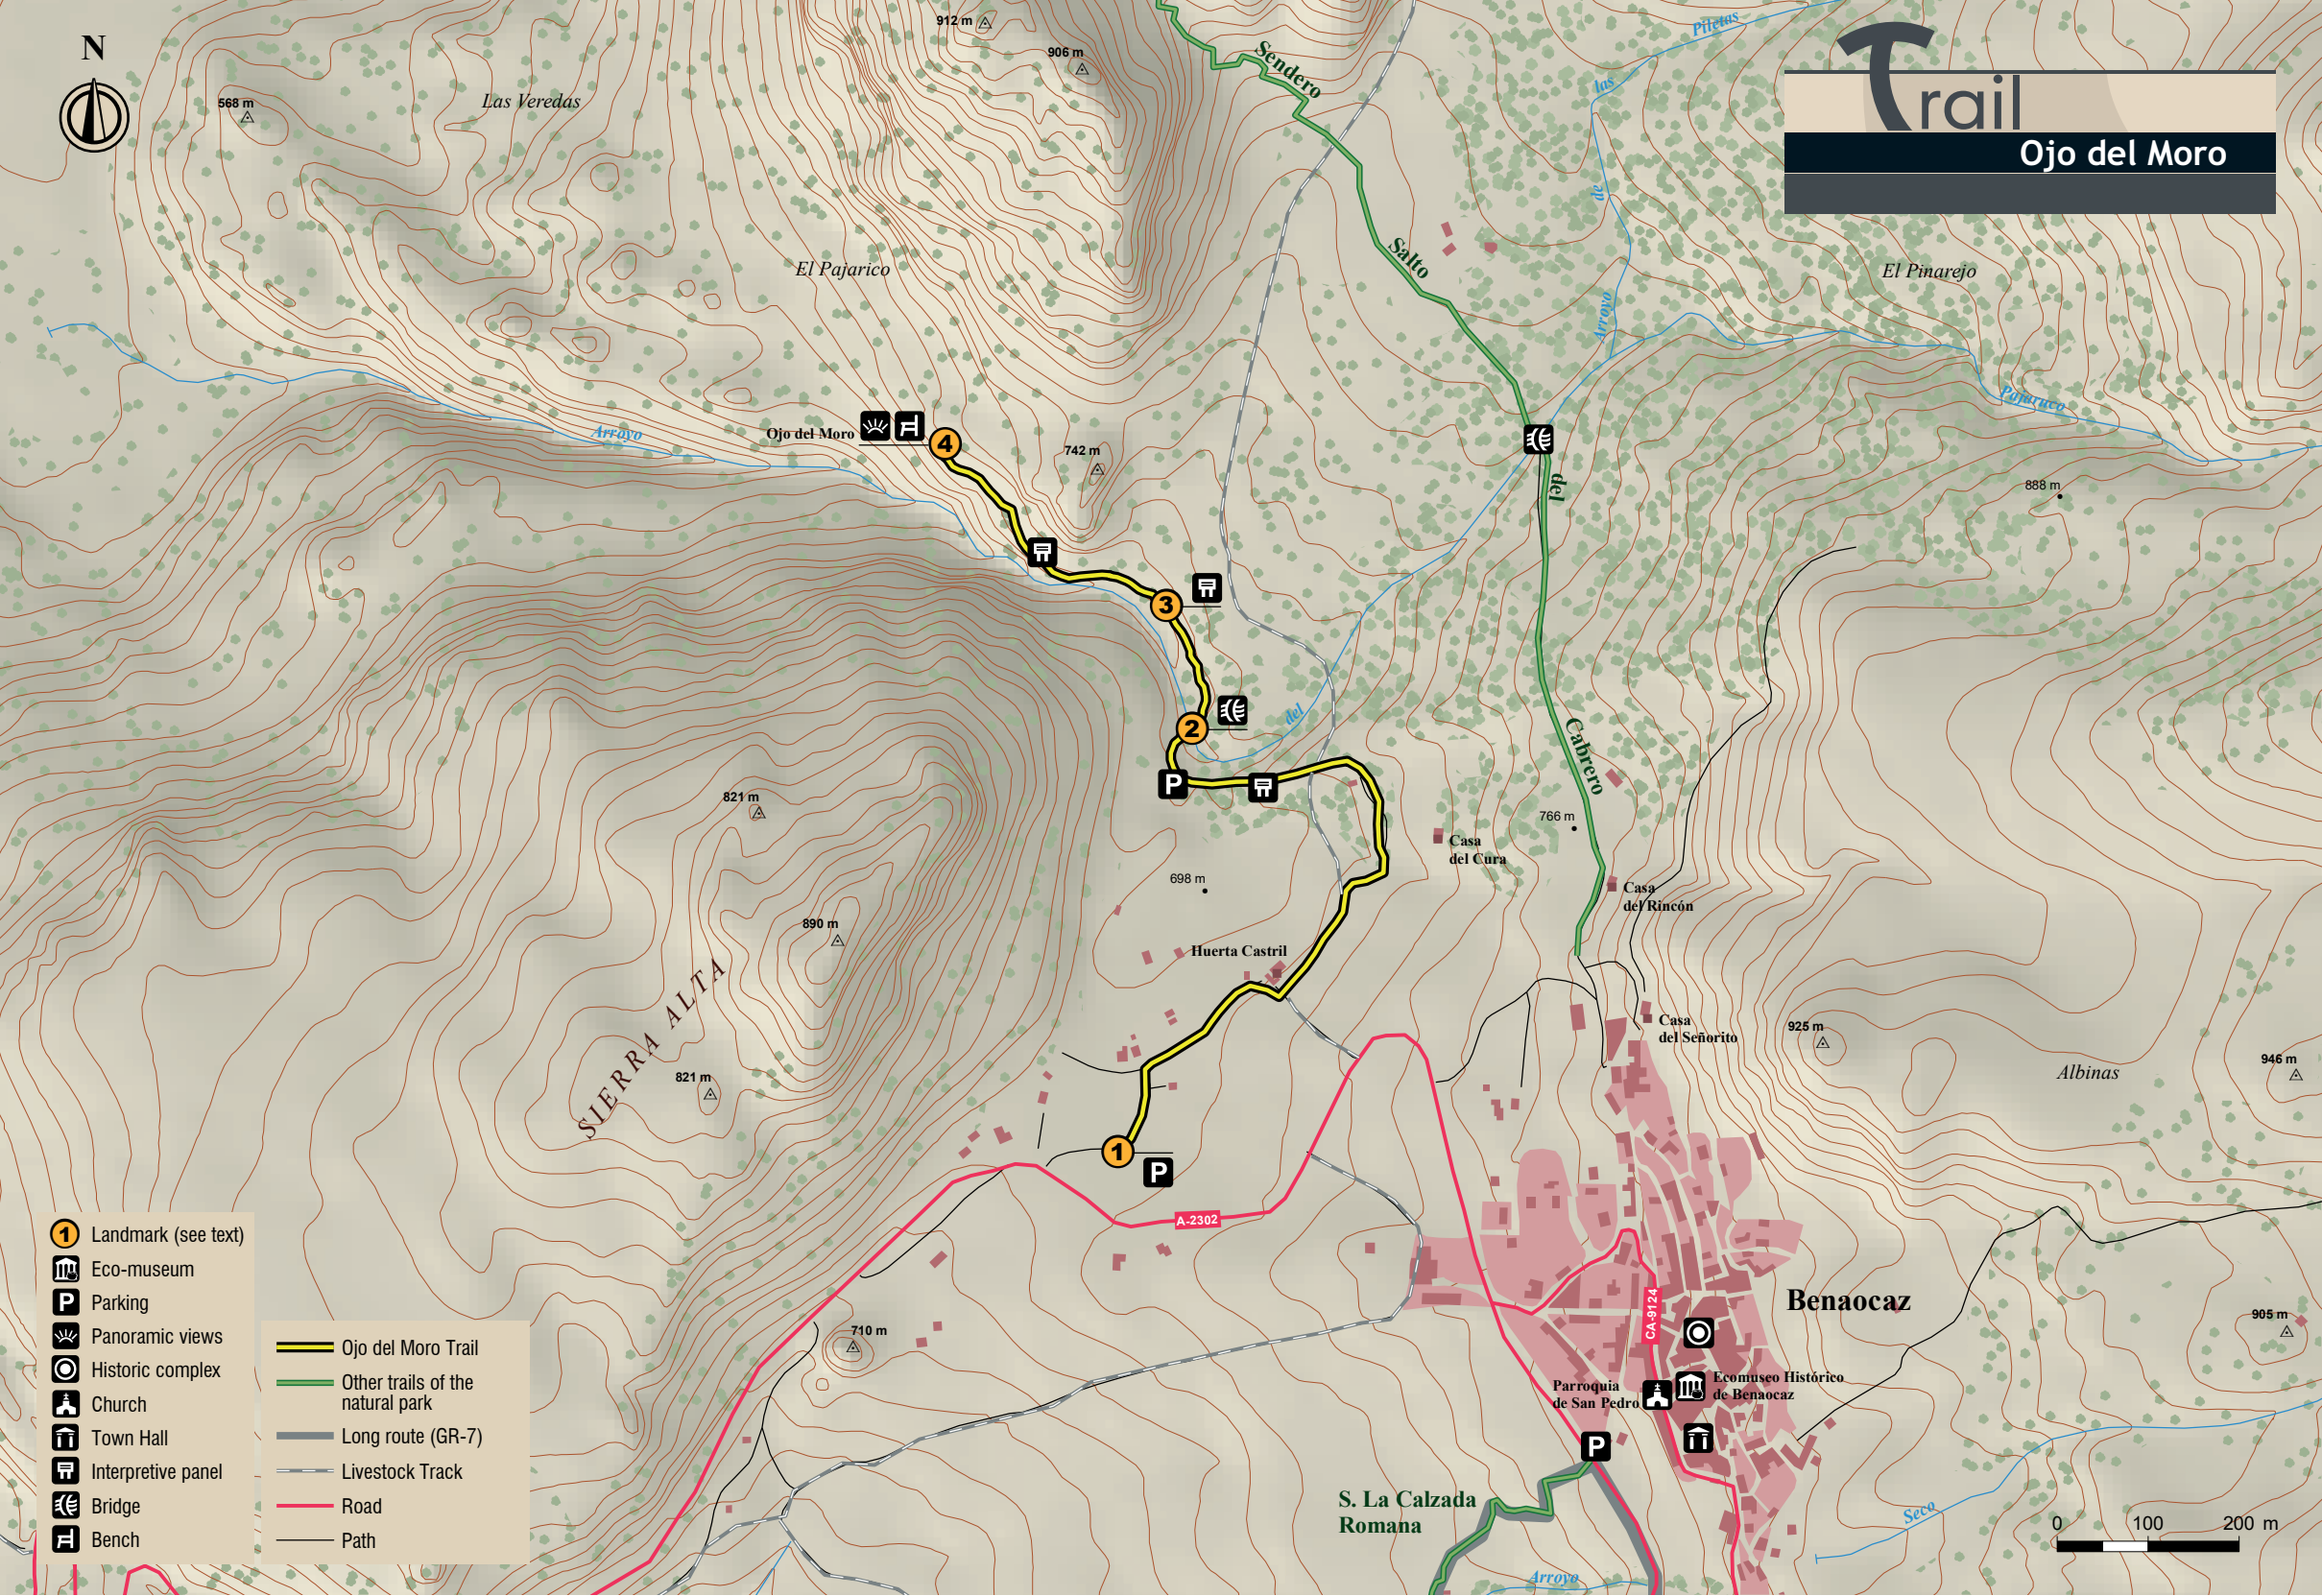 N
Trail
Ojo del Moro
912 m
906 m
568 m
Las Veredas
El Pajarico
Sendero
Salto
del
Cabrero
Arroyo
de
las
Piletas
El Pinarejo
Pajaruco
888 m
Arroyo
Ojo del Moro
4
742 m
3
2
del
P
821 m
890 m
821 m
SIERRA ALTA
698 m
Huerta Castril
Casa
del Cura
766 m
Casa
del Rincón
Casa
del Señorito
925 m
946 m
Albinas
1
P
A-2302
Benaocaz
CA-9124
905 m
710 m
Parroquia
de San Pedro
Ecomuseo Histórico
de Benaocaz
P
S. La Calzada
Romana
Arroyo
Seco
0 100 200 m
1 Landmark (see text)
Eco-museum
P Parking
Panoramic views
Historic complex
Church
Town Hall
Interpretive panel
Bridge
Bench
Ojo del Moro Trail
Other trails of the
natural park
Long route (GR-7)
Livestock Track
Road
Path